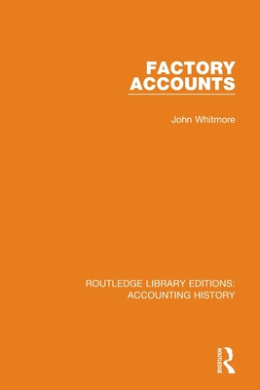 FACTORY
ACCOUNTS
John Whitmore
ROUTLEDGE LIBRARY EDITIONS:
ACCOUNTING HISTORY
ROUTLEDGE